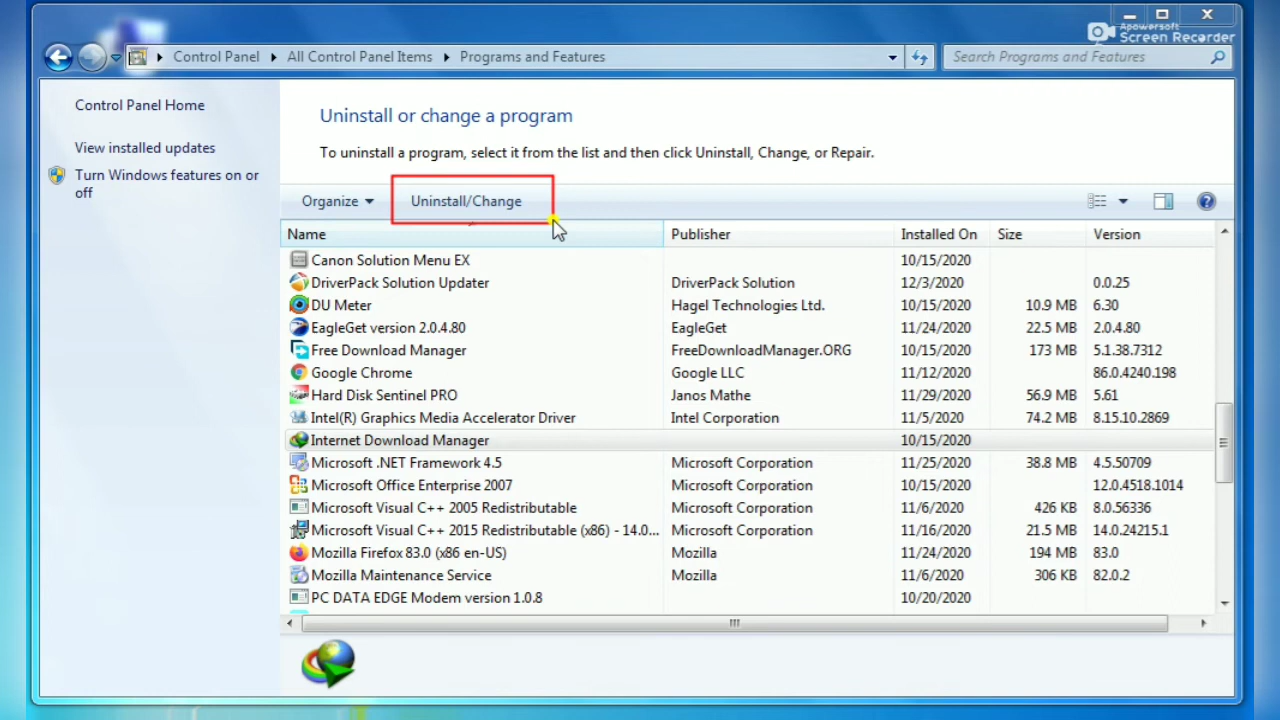 Apowersoft
Screen Recorder
Control Panel All Control Panel Items Programs and Features Search Programs and Features
Control Panel Home
View installed updates
Turn Windows features on or
off
Uninstall or change a program
To uninstall a program, select it from the list and then click Uninstall, Change, or Repair.
Organize Uninstall/Change
Name Publisher Installed On Size Version
Canon Solution Menu EX 10/15/2020
DriverPack Solution Updater DriverPack Solution 12/3/2020 0.0.25
DU Meter Hagel Technologies Ltd. 10/15/2020 10.9 MB 6.30
EagleGet version 2.0.4.80 EagleGet 11/24/2020 22.5 MB 2.0.4.80
Free Download Manager FreeDownloadManager.ORG 10/15/2020 173 MB 5.1.38.7312
Google Chrome Google LLC 11/12/2020 86.0.4240.198
Hard Disk Sentinel PRO Janos Mathe 11/29/2020 56.9 MB 5.61
Intel(R) Graphics Media Accelerator Driver Intel Corporation 11/5/2020 74.2 MB 8.15.10.2869
Internet Download Manager 10/15/2020
Microsoft .NET Framework 4.5 Microsoft Corporation 11/25/2020 38.8 MB 4.5.50709
Microsoft Office Enterprise 2007 Microsoft Corporation 10/15/2020 12.0.4518.1014
Microsoft Visual C++ 2005 Redistributable Microsoft Corporation 11/6/2020 426 KB 8.0.56336
Microsoft Visual C++ 2015 Redistributable (x86) - 14.0... Microsoft Corporation 11/16/2020 21.5 MB 14.0.24215.1
Mozilla Firefox 83.0 (x86 en-US) Mozilla 11/24/2020 194 MB 83.0
Mozilla Maintenance Service Mozilla 11/6/2020 306 KB 82.0.2
PC DATA EDGE Modem version 1.0.8 10/20/2020